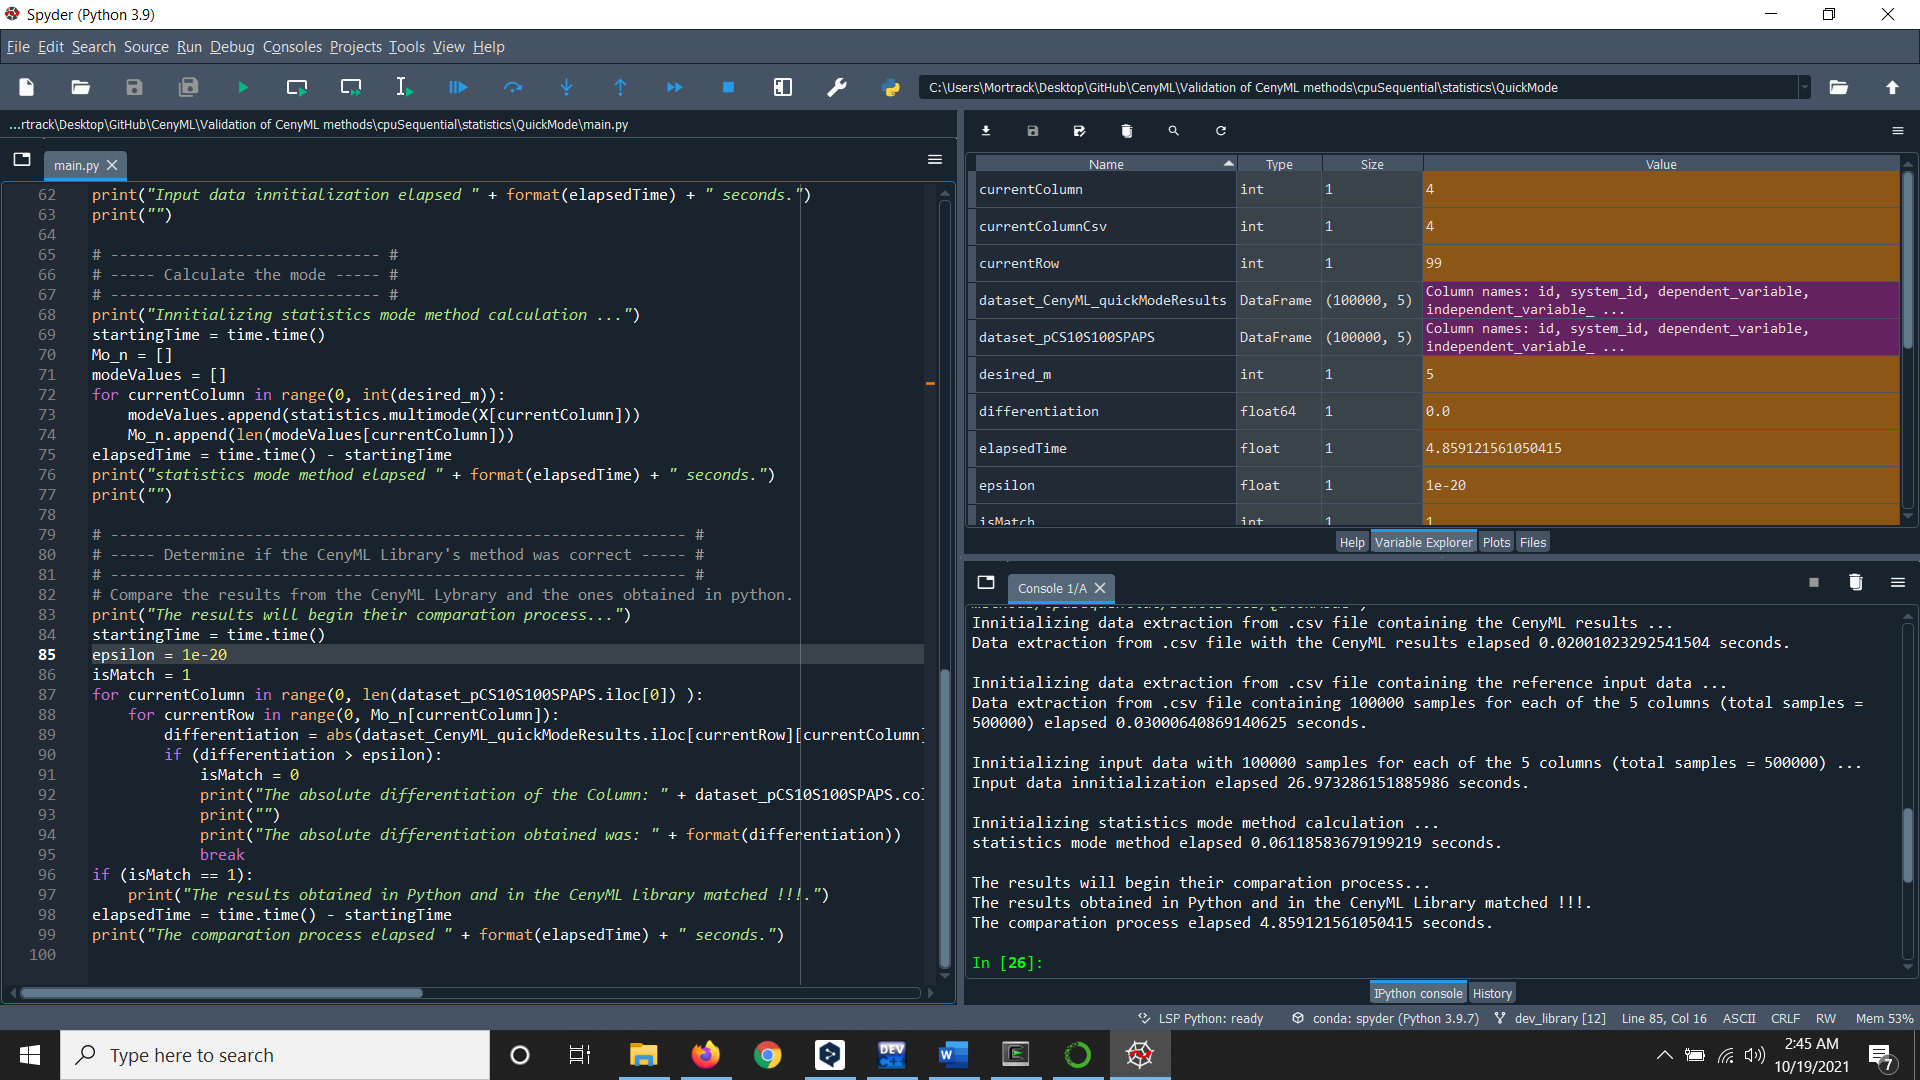 Spyder (Python 3.9)
File Edit Search Source Run Debug Consoles Projects Tools View Help
C:\Users\Mortrack\Desktop\GitHub\CenyML\Validation of CenyML methods\cpuSequential\statistics\QuickMode
...rtrack\Desktop\GitHub\CenyML\Validation of CenyML methods\cpuSequential\statistics\QuickMode\main.py
main.py
62 print("Input data innitialization elapsed " + format(elapsedTime) + " seconds.")
63 print("")
64
65 # ------------------------------ #
66 # ----- Calculate the mode ----- #
67 # ------------------------------ #
68 print("Innitializing statistics mode method calculation ...")
69 startingTime = time.time()
70 Mo_n = []
71 modeValues = []
72 for currentColumn in range(0, int(desired_m)):
73     modeValues.append(statistics.multimode(X[currentColumn]))
74     Mo_n.append(len(modeValues[currentColumn]))
75 elapsedTime = time.time() - startingTime
76 print("statistics mode method elapsed " + format(elapsedTime) + " seconds.")
77 print("")
78
79 # ---------------------------------------------------------------- #
80 # ----- Determine if the CenyML Library's method was correct ----- #
81 # ---------------------------------------------------------------- #
82 # Compare the results from the CenyML Lybrary and the ones obtained in python.
83 print("The results will begin their comparation process...")
84 startingTime = time.time()
85 epsilon = 1e-20
86 isMatch = 1
87 for currentColumn in range(0, len(dataset_pCS10S100SPAPS.iloc[0]) ):
88     for currentRow in range(0, Mo_n[currentColumn]):
89         differentiation = abs(dataset_CenyML_quickModeResults.iloc[currentRow][currentColumn]
90         if (differentiation > epsilon):
91             isMatch = 0
92             print("The absolute differentiation of the Column: " + dataset_pCS10S100SPAPS.col
93             print("")
94             print("The absolute differentiation obtained was: " + format(differentiation))
95             break
96 if (isMatch == 1):
97     print("The results obtained in Python and in the CenyML Library matched !!!.")
98 elapsedTime = time.time() - startingTime
99 print("The comparation process elapsed " + format(elapsedTime) + " seconds.")
100
Name Type Size Value
currentColumn int 1 4
currentColumnCsv int 1 4
currentRow int 1 99
dataset_CenyML_quickModeResults DataFrame (100000, 5) Column names: id, system_id, dependent_variable,
independent_variable_ ...
dataset_pCS10S100SPAPS DataFrame (100000, 5) Column names: id, system_id, dependent_variable,
independent_variable_ ...
desired_m int 1 5
differentiation float64 1 0.0
elapsedTime float 1 4.859121561050415
epsilon float 1 1e-20
isMatch int 1 1
Help Variable Explorer Plots Files
Console 1/A
Innitializing data extraction from .csv file containing the CenyML results ...
Data extraction from .csv file with the CenyML results elapsed 0.02001023292541504 seconds.
Innitializing data extraction from .csv file containing the reference input data ...
Data extraction from .csv file containing 100000 samples for each of the 5 columns (total samples =
500000) elapsed 0.03000640869140625 seconds.
Innitializing input data with 100000 samples for each of the 5 columns (total samples = 500000) ...
Input data innitialization elapsed 26.973286151885986 seconds.
Innitializing statistics mode method calculation ...
statistics mode method elapsed 0.06118583679199219 seconds.
The results will begin their comparation process...
The results obtained in Python and in the CenyML Library matched !!!.
The comparation process elapsed 4.859121561050415 seconds.
In [26]:
IPython console History
LSP Python: ready conda: spyder (Python 3.9.7) dev_library [12] Line 85, Col 16 ASCII CRLF RW Mem 53%
Type here to search
DEV
C++
W
2:45 AM
10/19/2021
7